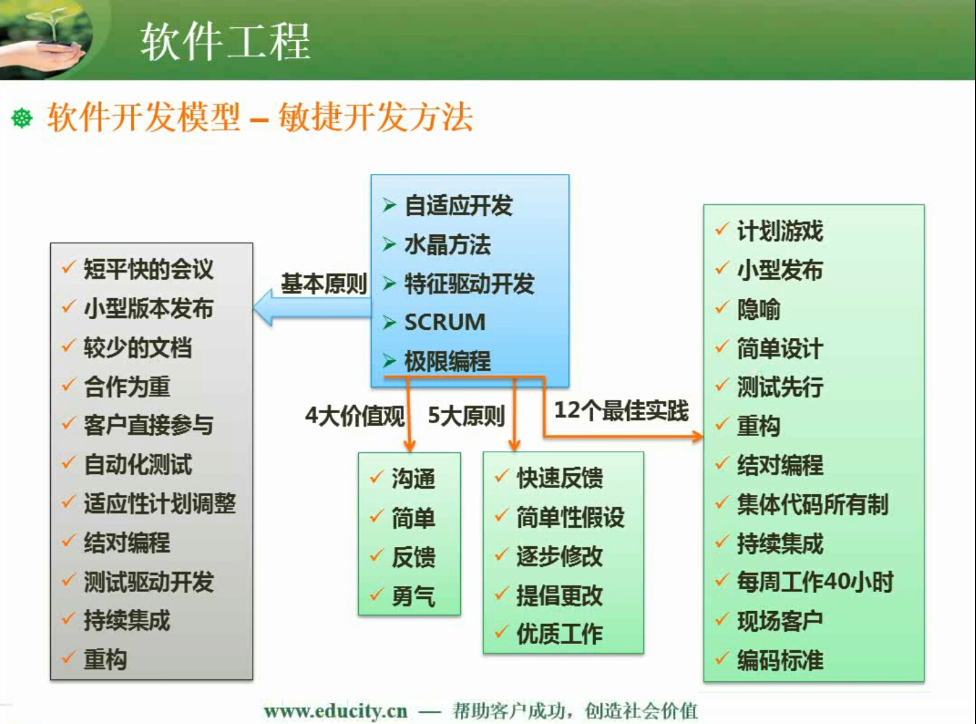 软件工程
软件开发模型 – 敏捷开发方法
自适应开发
水晶方法
特征驱动开发
SCRUM
极限编程
基本原则
短平快的会议
小型版本发布
较少的文档
合作为重
客户直接参与
自动化测试
适应性计划调整
结对编程
测试驱动开发
持续集成
重构
4大价值观
沟通
简单
反馈
勇气
5大原则
快速反馈
简单性假设
逐步修改
提倡更改
优质工作
12个最佳实践
计划游戏
小型发布
隐喻
简单设计
测试先行
重构
结对编程
集体代码所有制
持续集成
每周工作40小时
现场客户
编码标准
www.educity.cn — 帮助客户成功，创造社会价值